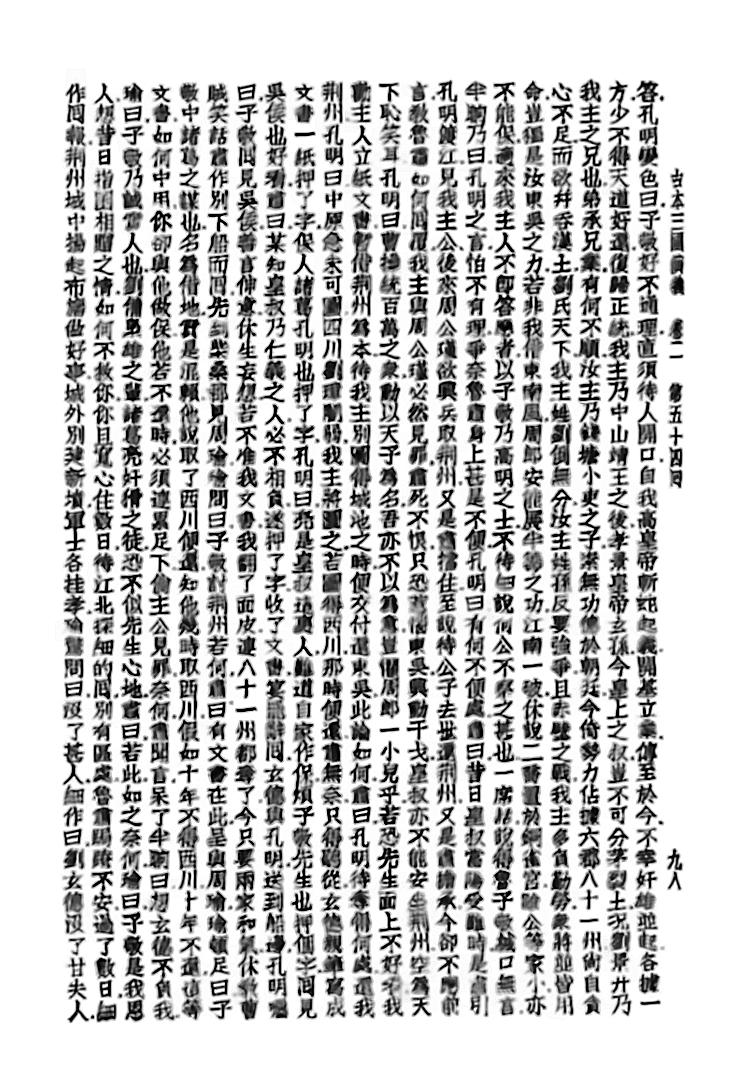 古本三國演義　卷二　第五十四回　九八
答孔明變色曰子敬好不通理直須待人開口自我高皇帝斬蛇起義開基立業傳至於今不幸奸雄並起各據一
方少不得天道好還復歸正統我主乃中山靖王之後孝景皇帝玄孫今皇上之叔豈不可分茅裂土況劉景升乃
我主之兄也弟承兄業有何不順汝主乃錢塘小吏之子素無功德於朝廷今倚勢力佔據六郡八十一州尚自貪
心不足而欲并吞漢土劉氏天下我主姓劉倒無分汝主姓孫反要強爭且赤壁之戰我主多負勤勞眾將並皆用
命豈獨是汝東吳之力若非我借東南風周郎安能展半籌之功江南一破休說二喬置於銅雀宮雖公等家小亦
不能保適來我主人不即答應者以子敬乃高明之士不待細說何公不察之甚也一席話說得魯子敬緘口無言
半晌乃曰孔明之言怕不有理爭奈魯肅身上甚是不便孔明曰有何不便處肅曰昔日皇叔當陽受難時是肅引
孔明渡江見我主公後來周公瑾欲興兵取荊州又是肅擋住至說待公子去世還荊州又是肅擔承今卻不應前
言教魯肅如何回覆我主與周公瑾必然見罪肅死不恨只恐惹惱東吳興動干戈皇叔亦不能安坐荊州空為天
下恥笑耳孔明曰曹操統百萬之眾動以天子為名吾亦不以為意豈懼周郎一小兒乎若恐先生面上不好看我
勸主人立紙文書暫借荊州為本待我主別圖得城池之時便交付還東吳此論如何肅曰孔明待奪得何處還我
荊州孔明曰中原急未可圖西川劉璋闇弱我主將圖之若圖得西川那時便還肅無奈只得聽從玄德親筆寫成
文書一紙押了字保人諸葛孔明也押了字孔明曰亮是皇叔這裏人難道自家作保煩子敬先生也押個字回見
吳侯也好看肅曰某知皇叔乃仁義之人必不相負遂押了字收了文書宴罷辭回玄德與孔明送到船邊孔明囑
曰子敬回見吳侯善言伸意休生妄想若不准我文書我翻了面皮連八十一州都奪了今只要兩家和氣休教曹
賊笑話肅作別下船而回先到柴桑郡見周瑜瑜問曰子敬討荊州若何肅曰有文書在此呈與周瑜瑜頓足曰子
敬中諸葛之謀也名為借地實是混賴他說取了西川便還知他幾時取西川假如十年不得西川十年不還這等
文書如何中用你卻與他做保他若不還時必須連累足下倘主公見罪奈何肅聞言呆了半晌曰想玄德不負我
瑜曰子敬乃誠實人也劉備梟雄之輩諸葛亮奸猾之徒恐不似先生心地肅曰若此如之奈何瑜曰子敬是我恩
人想昔日指囷相贈之情如何不救你你且寬心住數日待江北探細的回別有區處魯肅跼蹐不安過了數日細
作回報荊州城中揚起布旛做好事城外別建新墳軍士各挂孝瑜驚問曰沒了甚人細作曰劉玄德沒了甘夫人